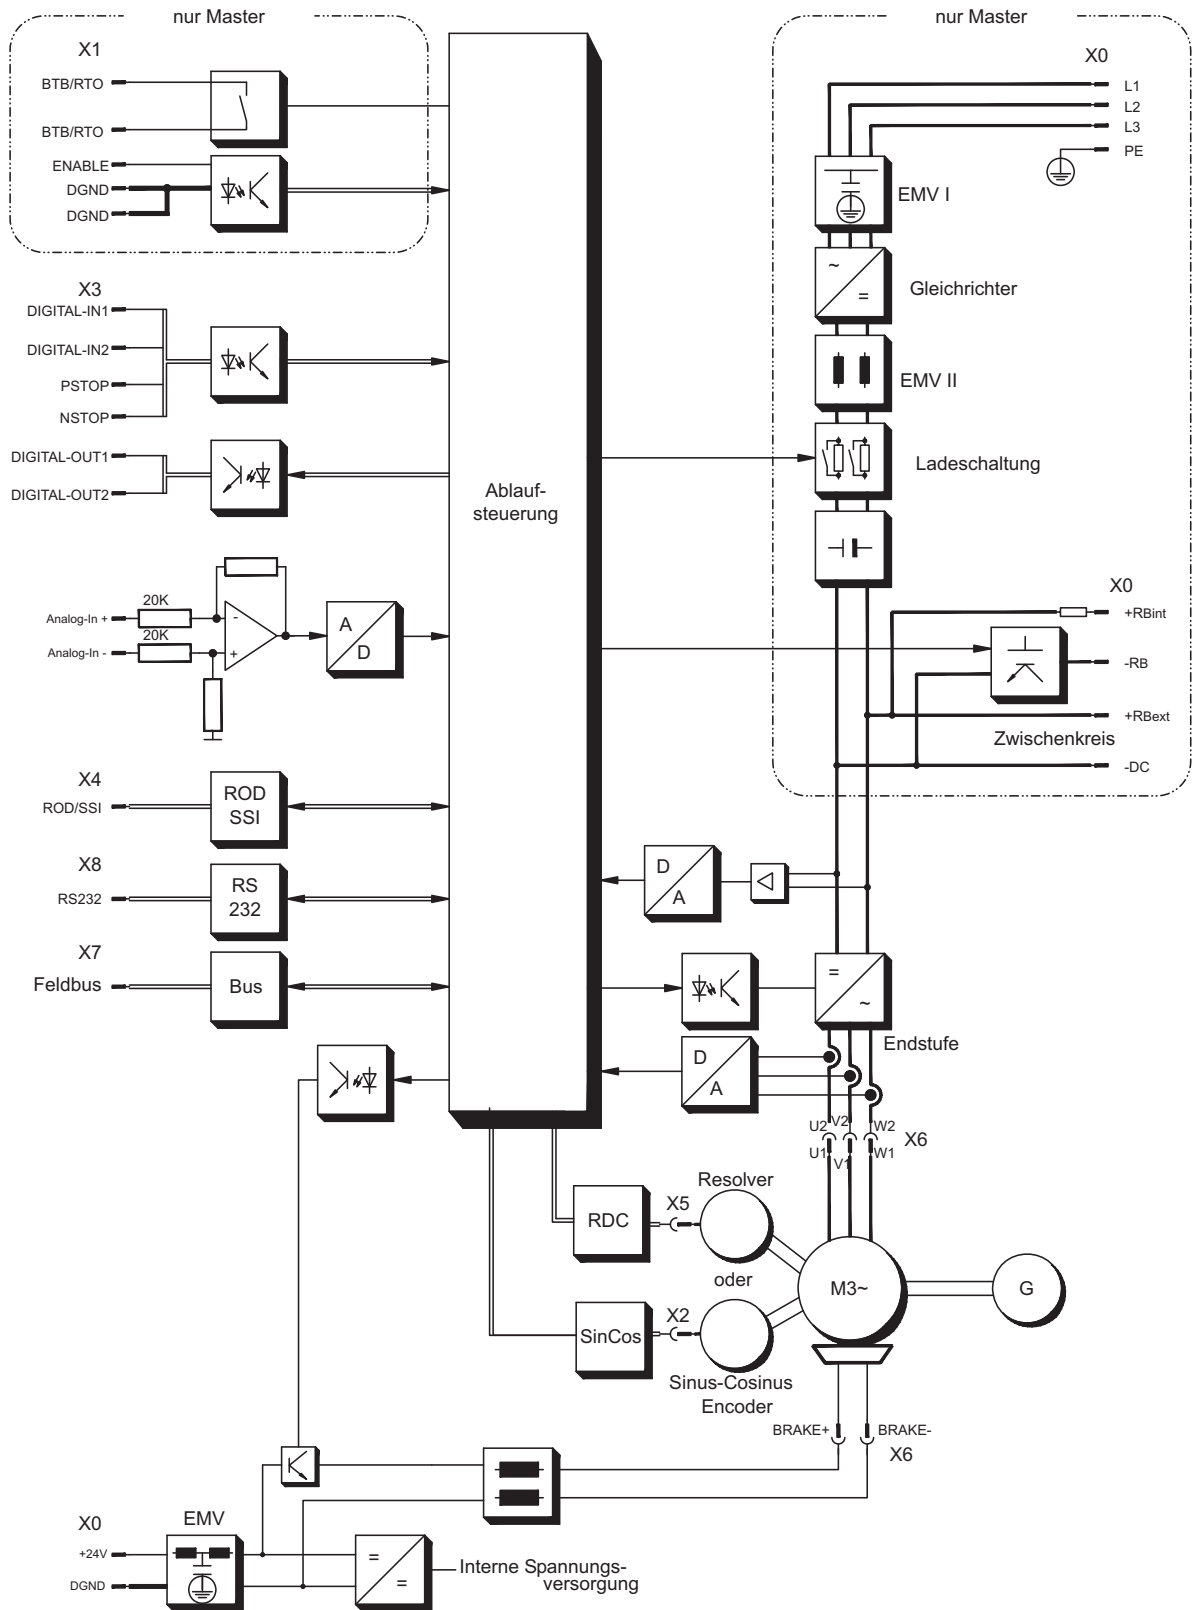 nur Master
nur Master
X1
BTB/RTO
BTB/RTO
ENABLE
DGND
DGND
X0
L1
L2
L3
PE
EMV I
~
=
Gleichrichter
EMV II
Ladeschaltung
X3
DIGITAL-IN1
DIGITAL-IN2
PSTOP
NSTOP
DIGITAL-OUT1
DIGITAL-OUT2
Ablauf-
steuerung
X0
+RBint
-RB
+RBext
Zwischenkreis
-DC
Analog-In +
20K
Analog-In -
20K
-
+
A
D
X4
ROD/SSI
ROD
SSI
X8
RS232
RS
232
X7
Feldbus
Bus
D
A
=
~
Endstufe
D
A
U2 V2 W2
X6
U1 V1 W1
RDC
X5
Resolver
oder
M3~
G
SinCos
X2
Sinus-Cosinus
Encoder
BRAKE+
BRAKE-
X6
X0
EMV
+24V
DGND
=
=
Interne Spannungs-
versorgung